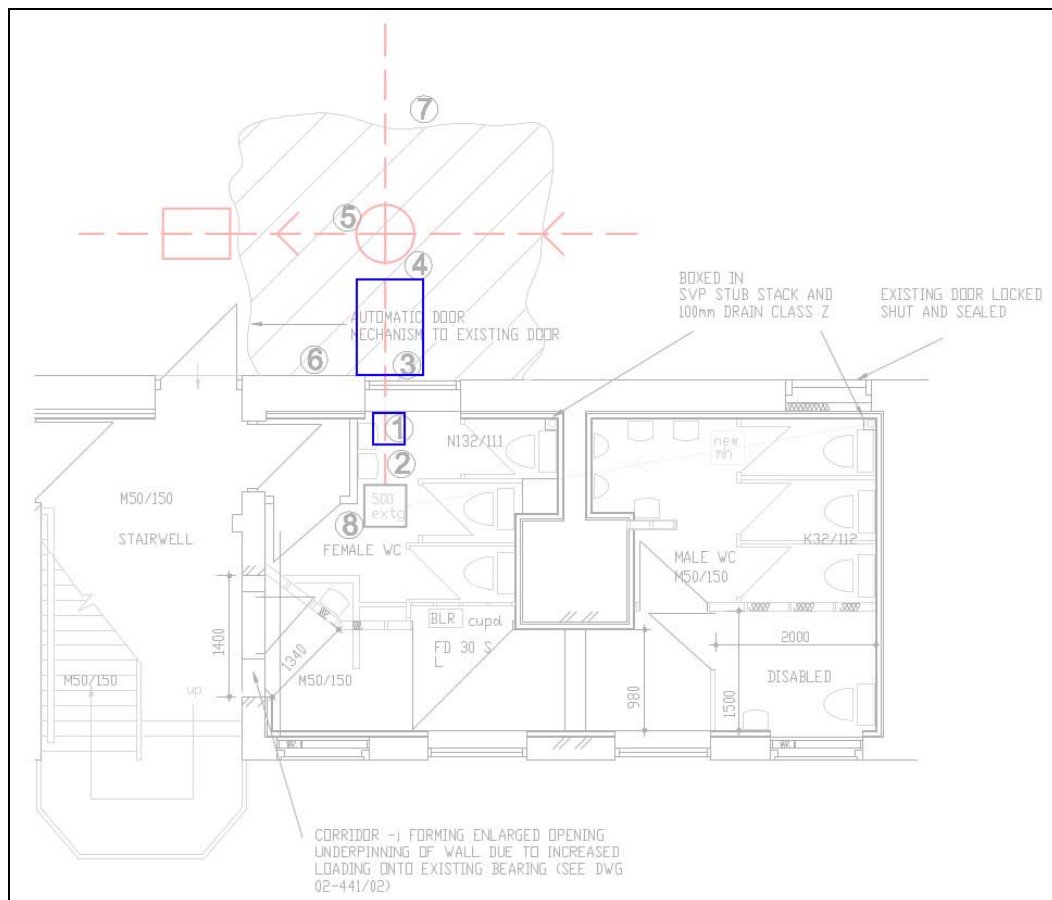 7
5
4
BOXED IN
SVP STUB STACK AND
100mm DRAIN CLASS Z
EXISTING DOOR LOCKED
SHUT AND SEALED
AUTOMATIC DOOR
MECHANISM TO EXISTING DOOR
6
3
1
N132/111
new
mh
2
M50/150
500
extg
8
STAIRWELL
FEMALE WC
K32/112
MALE WC
M50/150
BLR
cupd.
2000
1400
1340
FD 30 S
L
M50/150
M50/150
up
980
1500
DISABLED
CORRIDOR -; FORMING ENLARGED OPENING
UNDERPINNING OF WALL DUE TO INCREASED
LOADING ONTO EXISTING BEARING (SEE DWG
02-441/02)